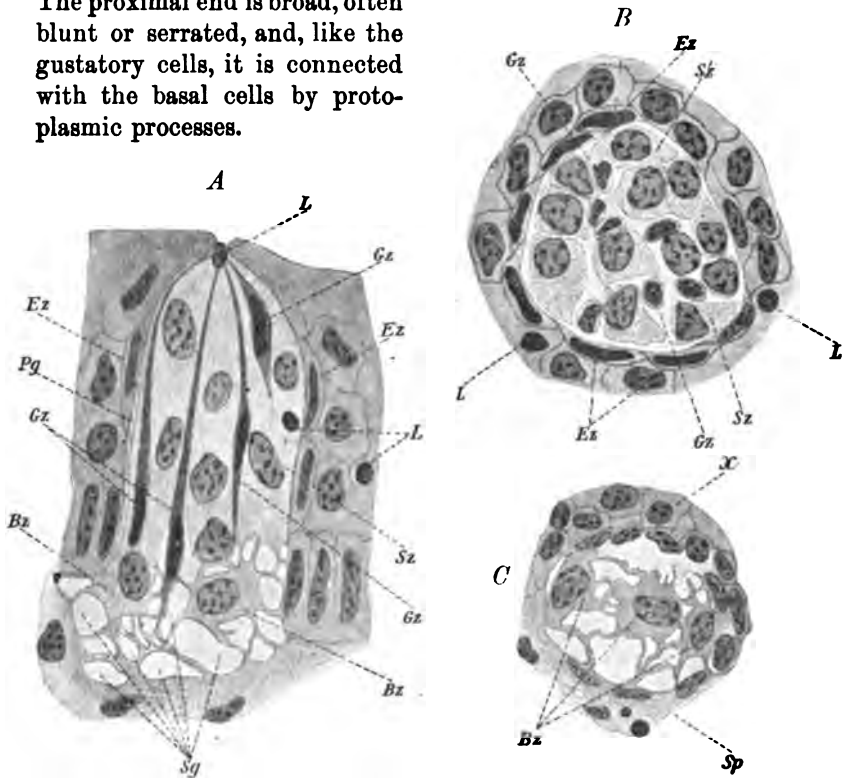 The proximal end is broad, often
blunt or serrated, and, like the
gustatory cells, it is connected
with the basal cells by proto-
plasmic processes.
A
L
Gz
Ez
Ez
Pg
Gz
L
Bz
Sz
Gz
Bz
Sg
B
Ez
Gz
Sz
L
L
Sz
Ez
Gz
x
C
Bz
Sp